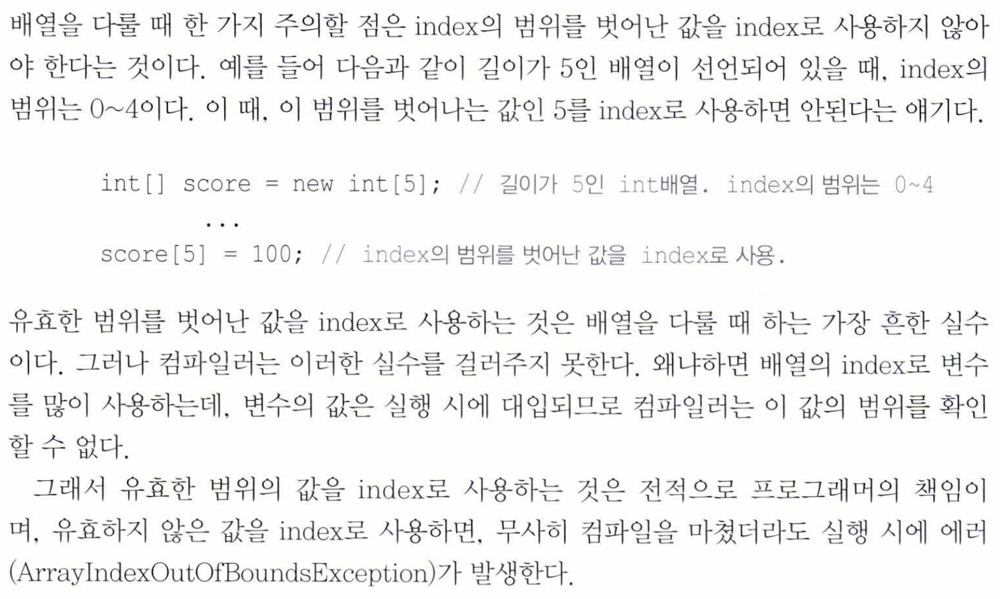 배열을 다룰 때 한 가지 주의할 점은 index의 범위를 벗어난 값을 index로 사용하지 않아
야 한다는 것이다. 예를 들어 다음과 같이 길이가 5인 배열이 선언되어 있을 때, index의
범위는 0~4이다. 이 때, 이 범위를 벗어나는 값인 5를 index로 사용하면 안된다는 얘기다.
int[] score = new int[5]; // 길이가 5인 int배열. index의 범위는 0~4
...
score[5] = 100; // index의 범위를 벗어난 값을 index로 사용.
유효한 범위를 벗어난 값을 index로 사용하는 것은 배열을 다룰 때 하는 가장 흔한 실수
이다. 그러나 컴파일러는 이러한 실수를 걸러주지 못한다. 왜냐하면 배열의 index로 변수
를 많이 사용하는데, 변수의 값은 실행 시에 대입되므로 컴파일러는 이 값의 범위를 확인
할 수 없다.
그래서 유효한 범위의 값을 index로 사용하는 것은 전적으로 프로그래머의 책임이
며, 유효하지 않은 값을 index로 사용하면, 무사히 컴파일을 마쳤더라도 실행 시에 에러
(ArrayIndexOutOfBoundsException)가 발생한다.